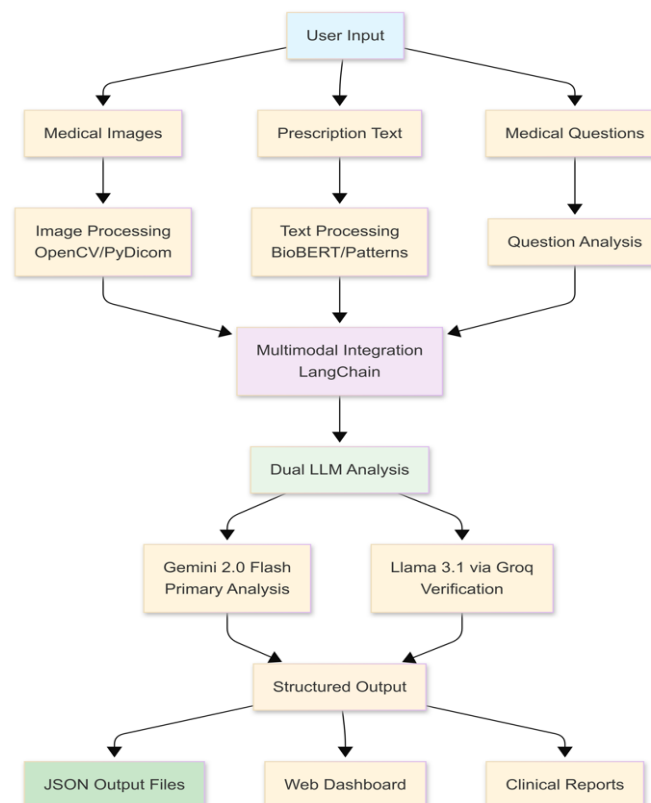 User Input
Medical Images
Prescription Text
Medical Questions
Image Processing
OpenCV/PyDicom
Text Processing
BioBERT/Patterns
Question Analysis
Multimodal Integration
LangChain
Dual LLM Analysis
Gemini 2.0 Flash
Primary Analysis
Llama 3.1 via Groq
Verification
Structured Output
JSON Output Files
Web Dashboard
Clinical Reports